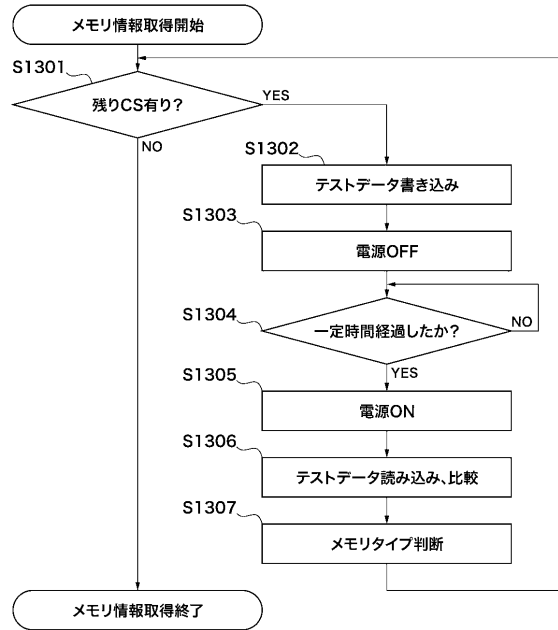 メモリ情報取得開始
S1301
残りCS有り?
YES
NO
S1302
テストデータ書き込み
S1303
電源OFF
S1304
一定時間経過したか?
NO
YES
S1305
電源ON
S1306
テストデータ読み込み、比較
S1307
メモリタイプ判断
メモリ情報取得終了